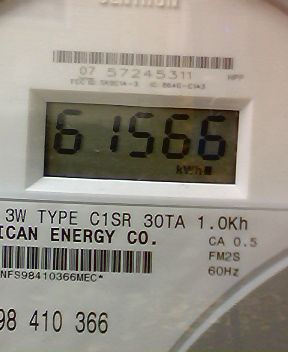 07 57245311 HPF
61566
kWh
3W TYPE C1SR 30TA 1.0Kh
ICAN ENERGY CO. CA 0.5
FM2S
NFS98410366MEC* 60Hz
98 410 366